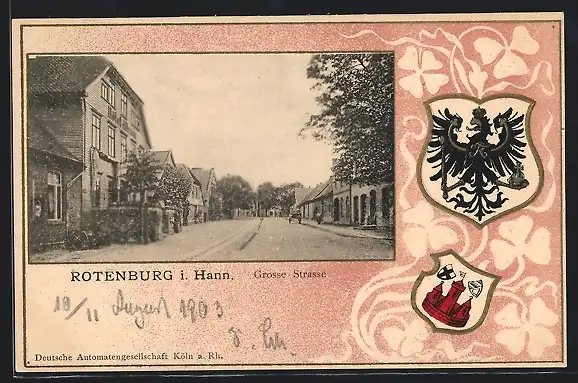 ROTENBURG i. Hann. Grosse Strasse
10/11 August 1903
Deutsche Automatengesellschaft Köln a. Rh.